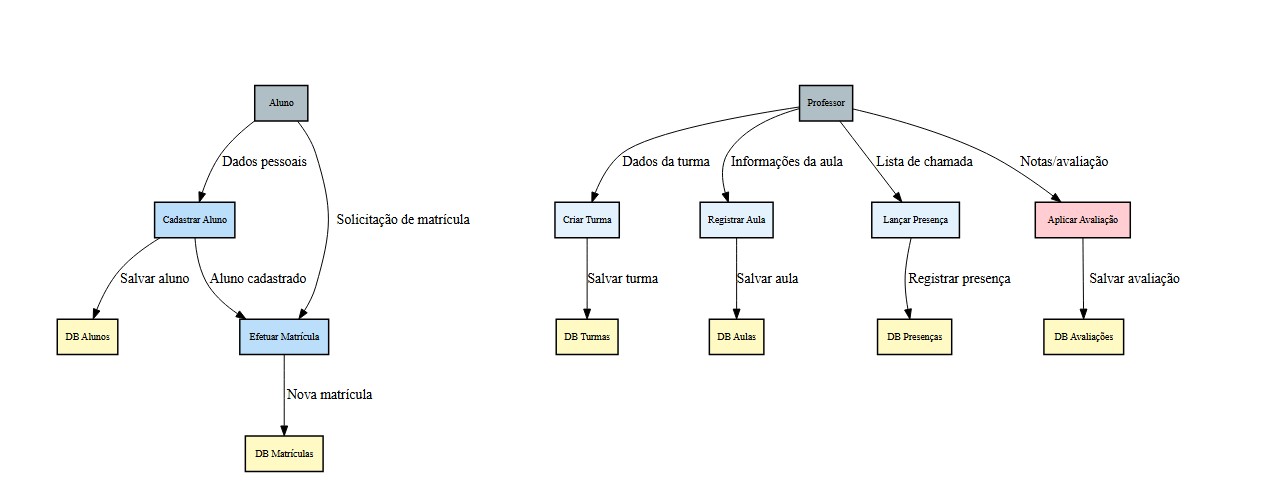 Aluno
Professor
Dados pessoais
Dados da turma
Informações da aula
Lista de chamada
Notas/avaliação
Cadastrar Aluno
Solicitação de matrícula
Criar Turma
Registrar Aula
Lançar Presença
Aplicar Avaliação
Salvar aluno
Aluno cadastrado
Salvar turma
Salvar aula
Registrar presença
Salvar avaliação
DB Alunos
Efetuar Matrícula
DB Turmas
DB Aulas
DB Presenças
DB Avaliações
Nova matrícula
DB Matrículas